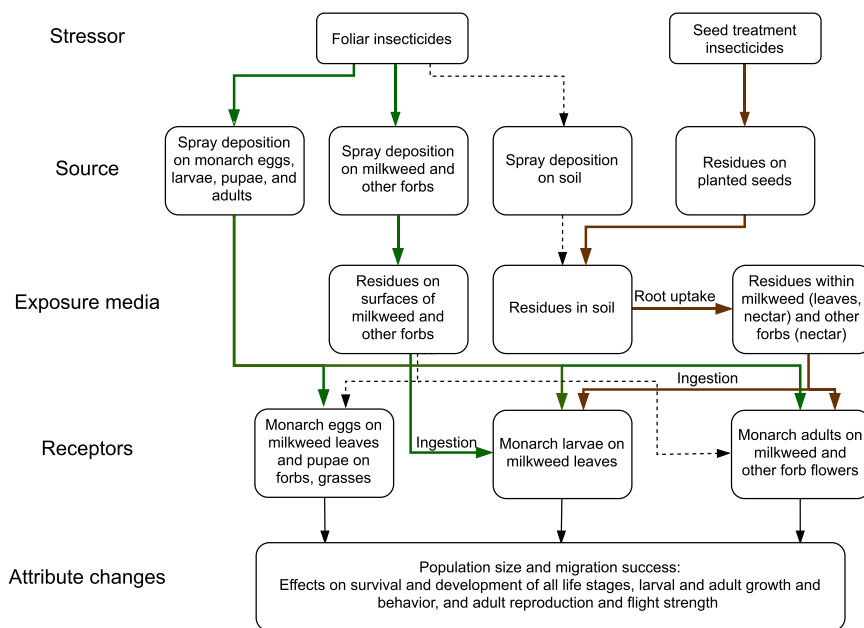 Stressor
Foliar insecticides
Seed treatment
insecticides
Source
Spray deposition
on monarch eggs,
larvae, pupae, and
adults
Spray deposition
on milkweed and
other forbs
Spray deposition
on soil
Residues on
planted seeds
Exposure media
Residues on
surfaces of
milkweed and
other forbs
Residues in soil
Root uptake
Residues within
milkweed (leaves,
nectar) and other
forbs (nectar)
Ingestion
Receptors
Monarch eggs on
milkweed leaves
and pupae on
forbs, grasses
Ingestion
Monarch larvae on
milkweed leaves
Monarch adults on
milkweed and
other forb flowers
Attribute changes
Population size and migration success:
Effects on survival and development of all life stages, larval and adult growth and
behavior, and adult reproduction and flight strength